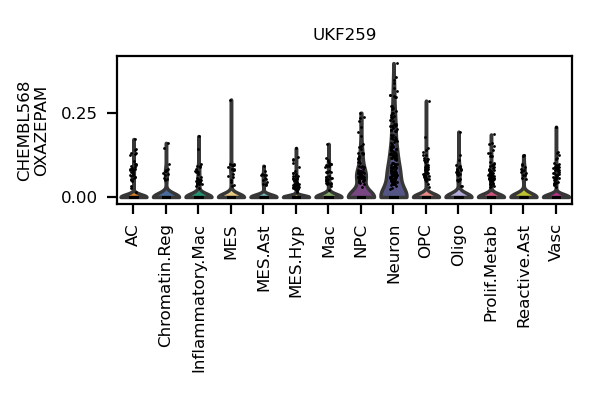 UKF259
CHEMBL568
OXAZEPAM
0.25
0.00
AC
Chromatin.Reg
Inflammatory.Mac
MES
MES.Ast
MES.Hyp
Mac
NPC
Neuron
OPC
Oligo
Prolif.Metab
Reactive.Ast
Vasc